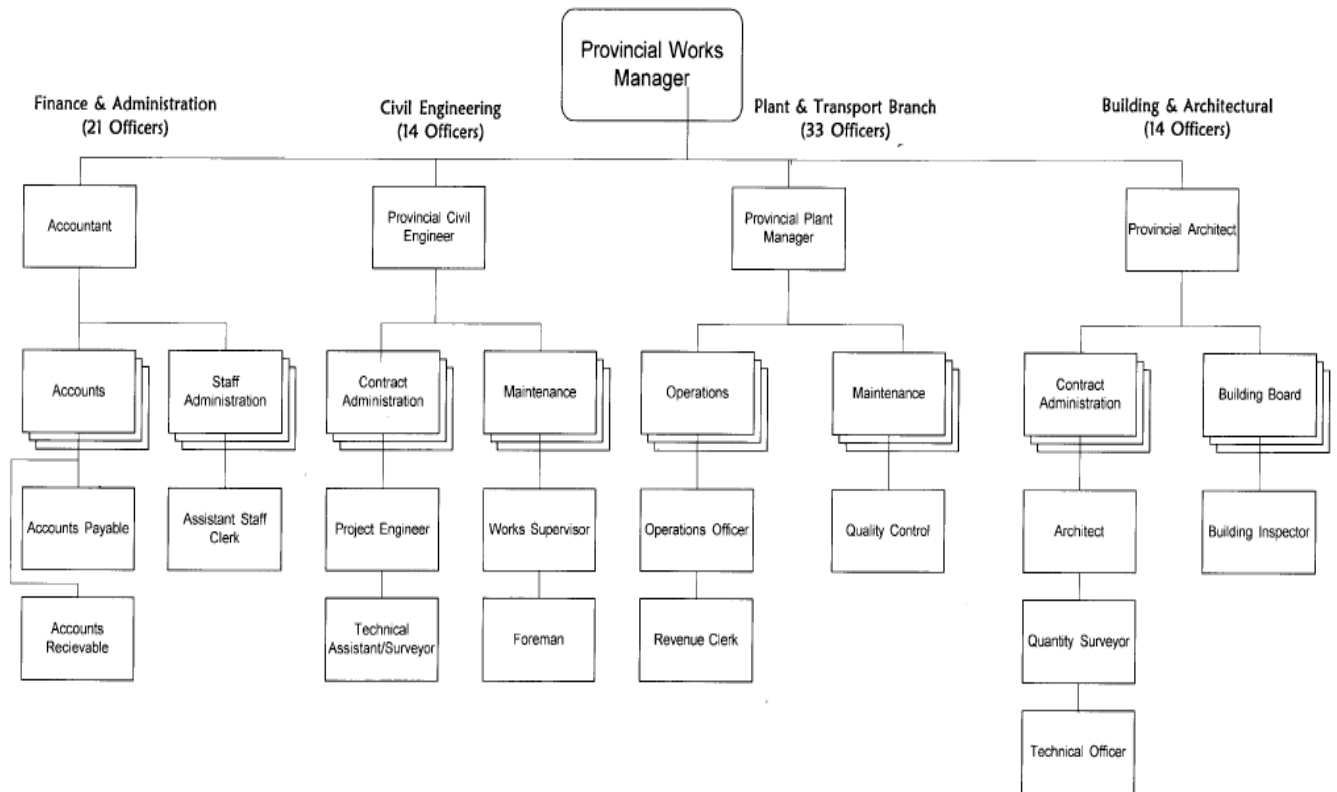 Provincial Works
Manager
Finance & Administration
(21 Officers)
Civil Engineering
(14 Officers)
Plant & Transport Branch
(33 Officers)
Building & Architectural
(14 Officers)
Accountant
Provincial Civil
Engineer
Provincial Plant
Manager
Provincial Architect
Accounts
Staff
Administration
Contract
Administration
Maintenance
Operations
Maintenance
Contract
Administration
Building Board
Accounts Payable
Assistant Staff
Clerk
Project Engineer
Works Supervisor
Operations Officer
Quality Control
Architect
Building Inspector
Accounts
Recievable
Technical
Assistant/Surveyor
Foreman
Revenue Clerk
Quantity Surveyor
Technical Officer